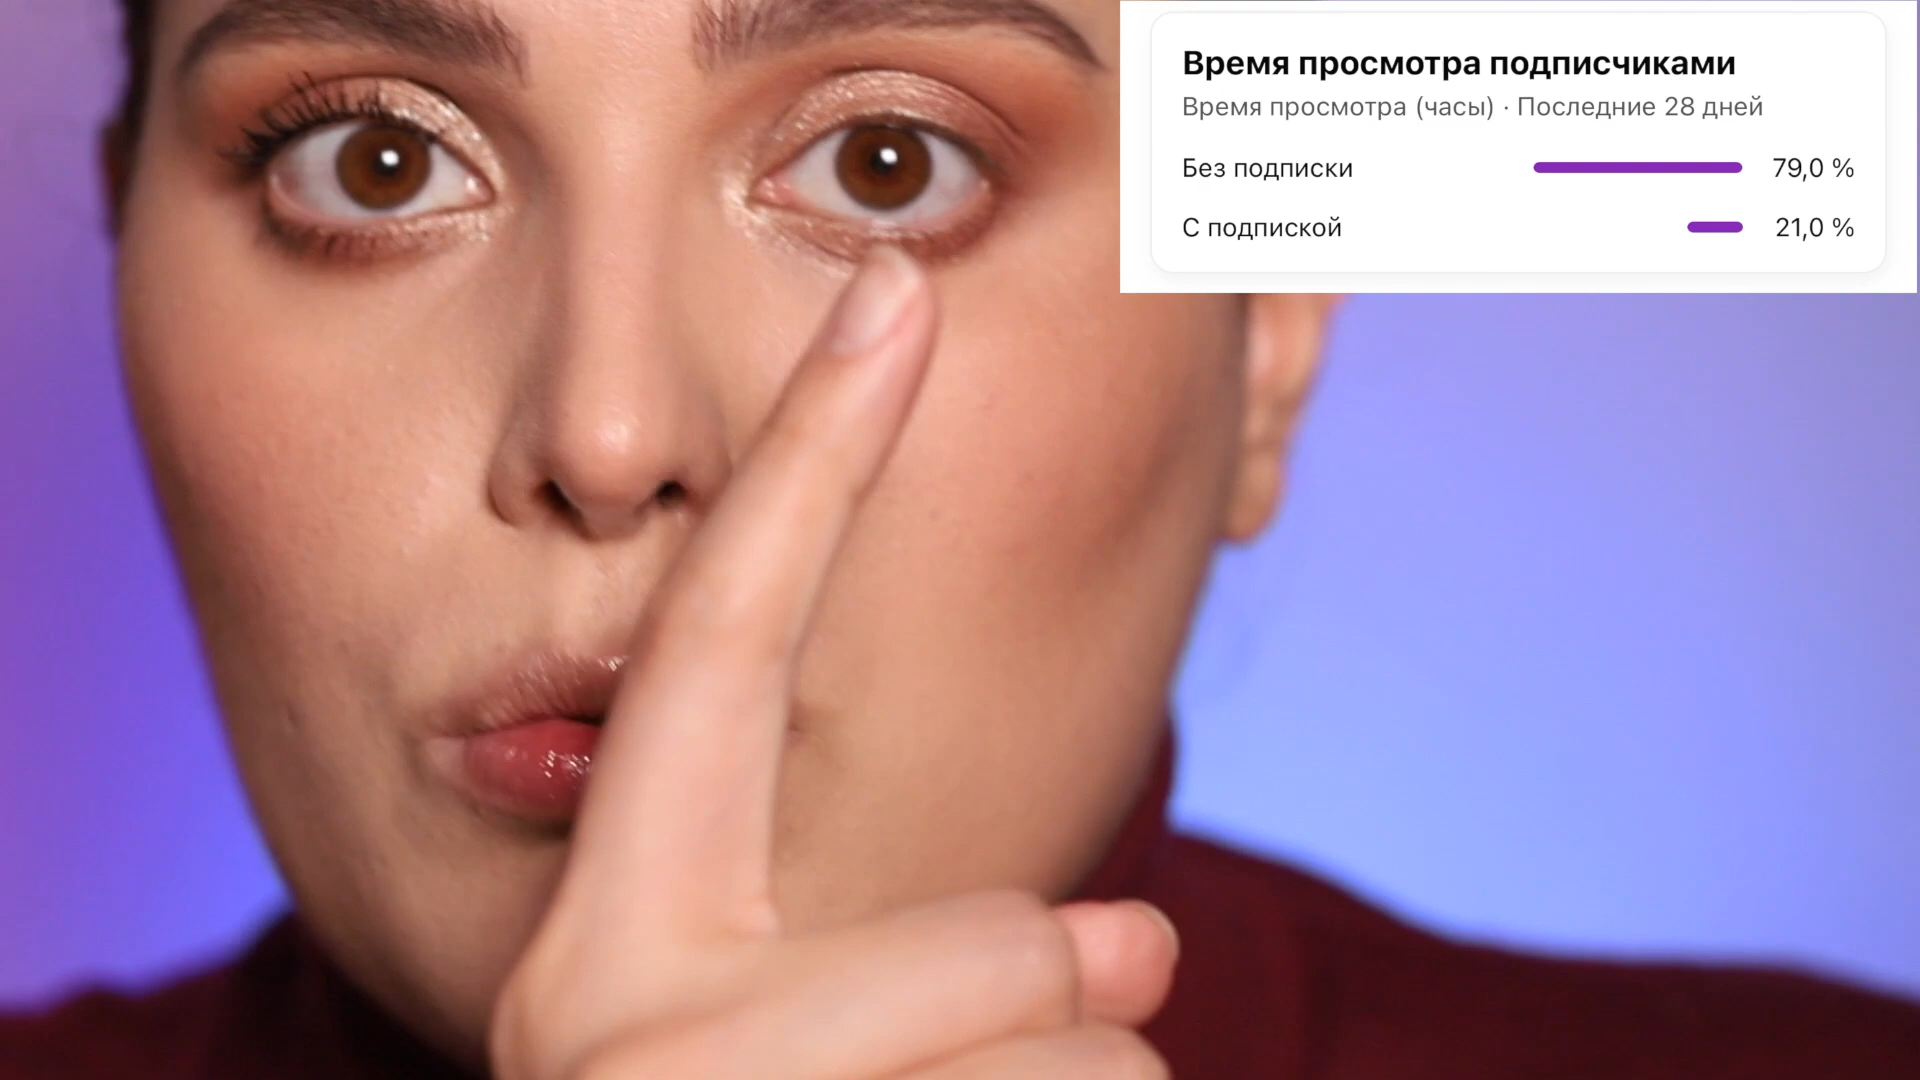 Время просмотра подписчиками
Время просмотра (часы) · Последние 28 дней
Без подписки 79,0 %
С подпиской 21,0 %